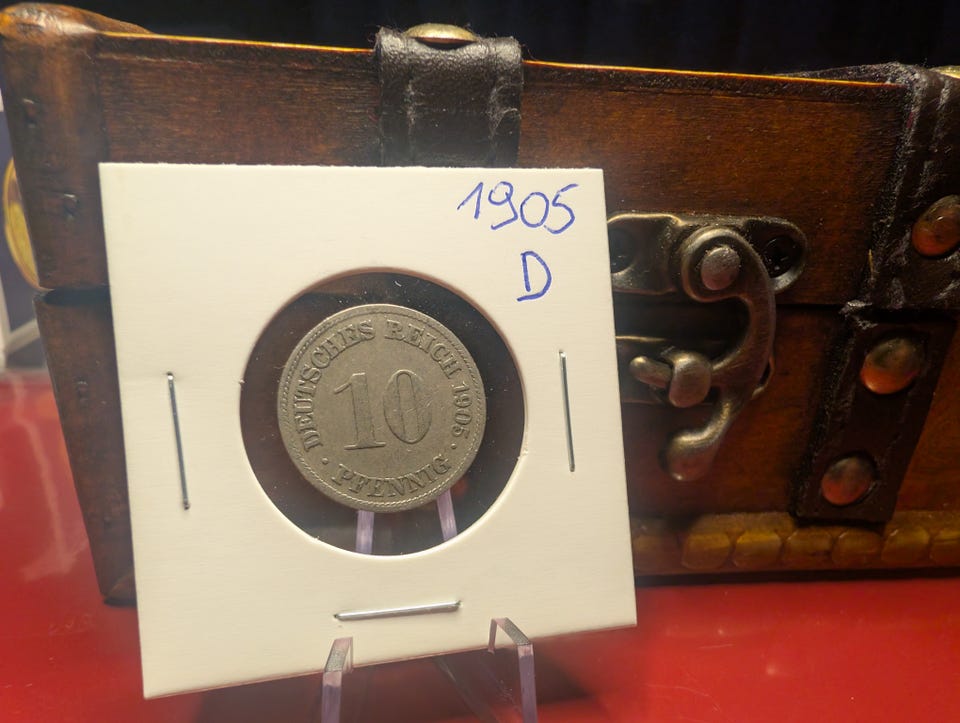 1905
D
DEUTSCHES REICH 1905
10
· PFENNIG ·